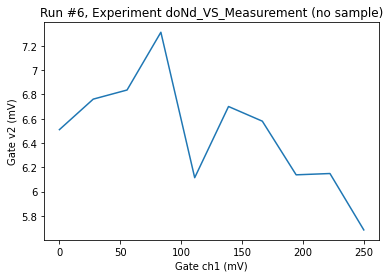 Run #6, Experiment doNd_VS_Measurement (no sample)
7.2
7
6.8
6.6
6.4
6.2
6
5.8
Gate v2 (mV)
0 50 100 150 200 250
Gate ch1 (mV)